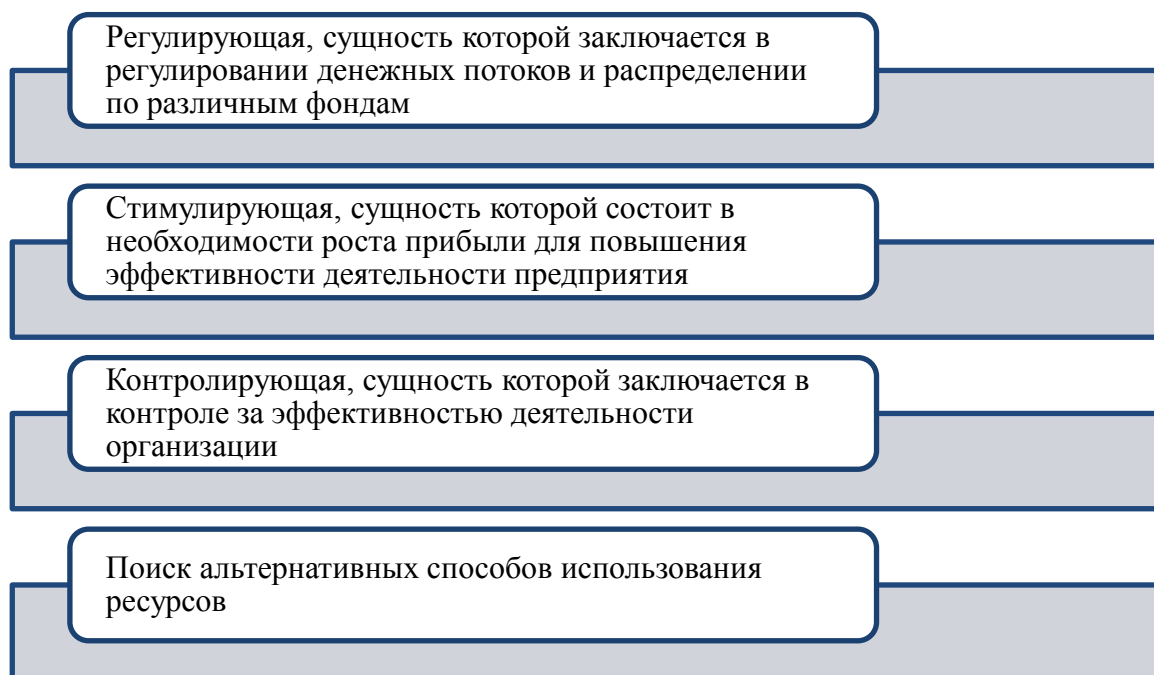 Регулирующая, сущность которой заключается в
регулировании денежных потоков и распределении
по различным фондам
Стимулирующая, сущность которой состоит в
необходимости роста прибыли для повышения
эффективности деятельности предприятия
Контролирующая, сущность которой заключается в
контроле за эффективностью деятельности
организации
Поиск альтернативных способов использования
ресурсов